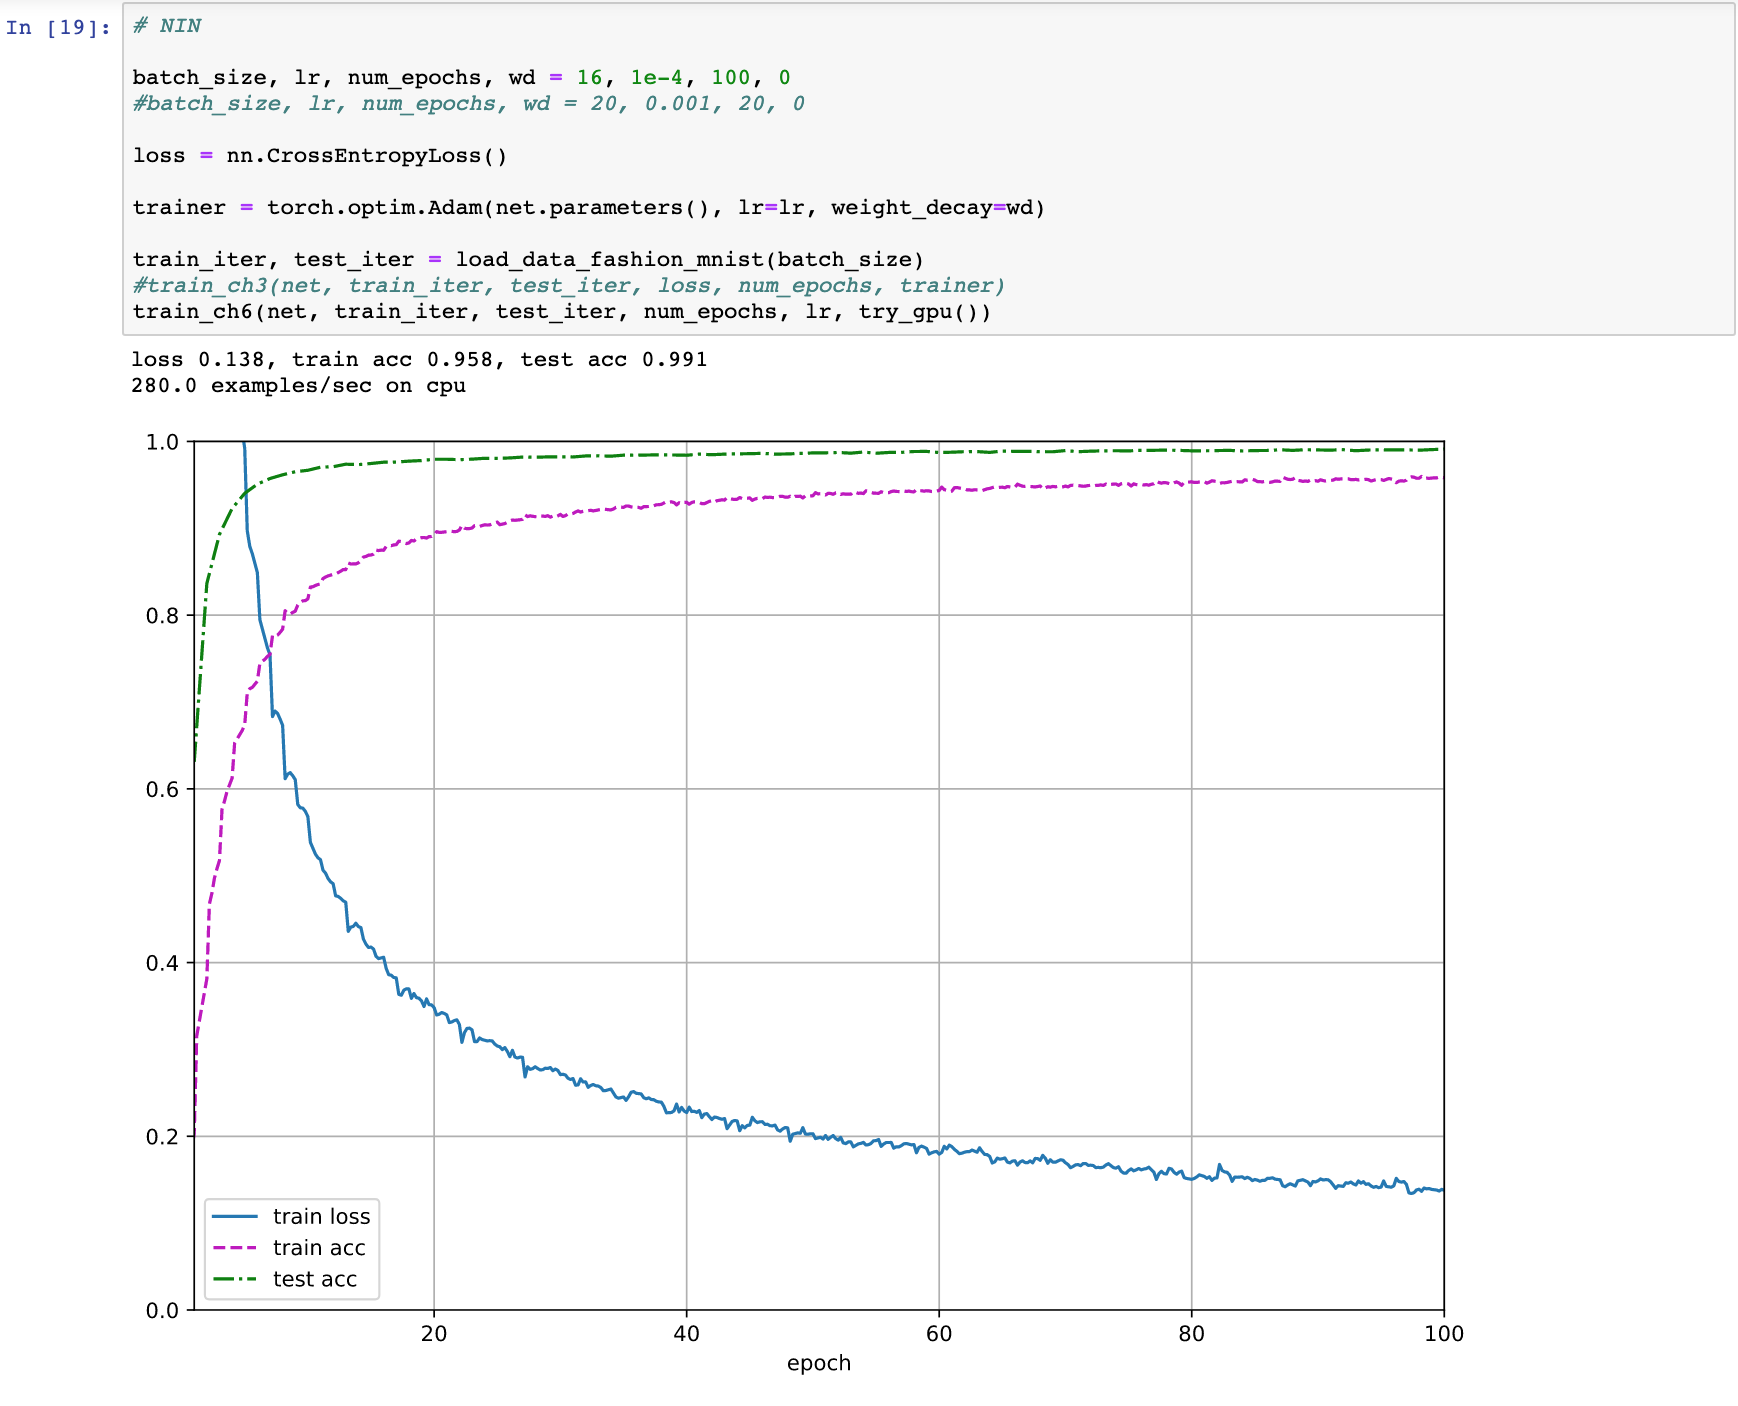 In [19]:
# NIN
batch_size, lr, num_epochs, wd = 16, 1e-4, 100, 0
#batch_size, lr, num_epochs, wd = 20, 0.001, 20, 0
loss = nn.CrossEntropyLoss()
trainer = torch.optim.Adam(net.parameters(), lr=lr, weight_decay=wd)
train_iter, test_iter = load_data_fashion_mnist(batch_size)
#train_ch3(net, train_iter, test_iter, loss, num_epochs, trainer)
train_ch6(net, train_iter, test_iter, num_epochs, lr, try_gpu())
loss 0.138, train acc 0.958, test acc 0.991
280.0 examples/sec on cpu
1.0
0.8
0.6
0.4
0.2
0.0
train loss
train acc
test acc
20 40 60 80 100
epoch